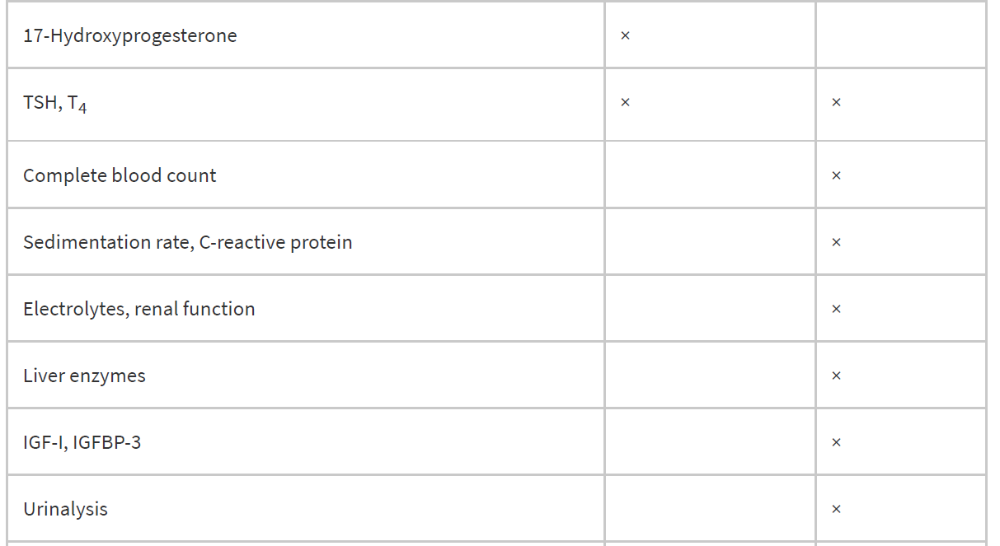 17-Hydroxyprogesterone ×
TSH, T4 × ×
Complete blood count ×
Sedimentation rate, C-reactive protein ×
Electrolytes, renal function ×
Liver enzymes ×
IGF-I, IGFBP-3 ×
Urinalysis ×